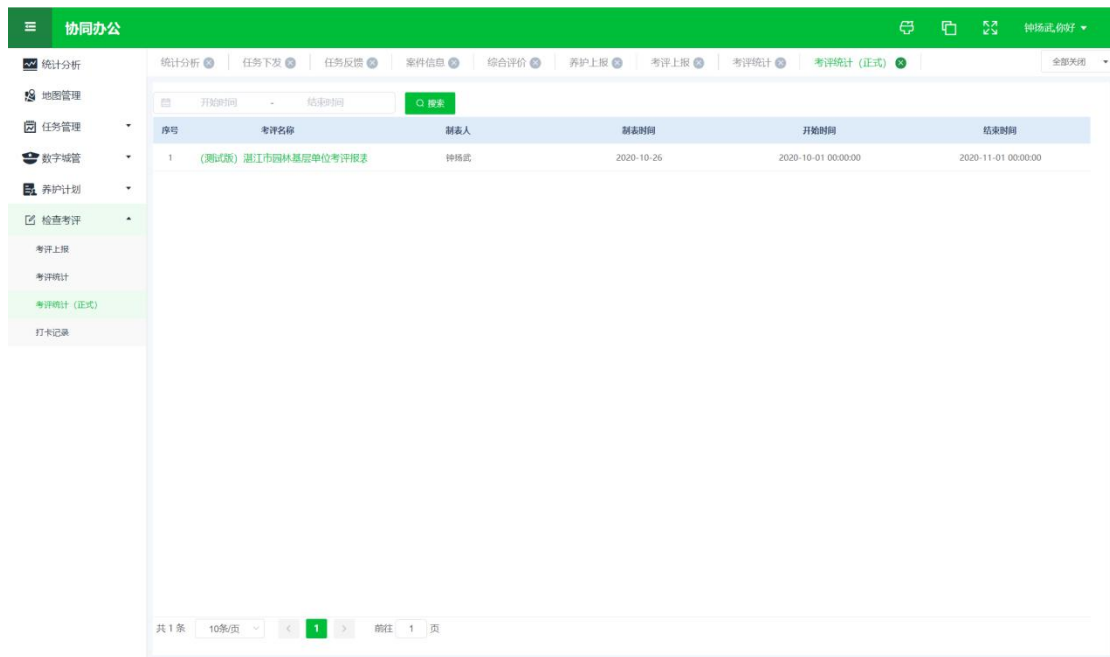 协同办公
钟扬武,你好
统计分析
地图管理
任务管理
数字城管
养护计划
检查考评
考评上报
考评统计
考评统计（正式）
打卡记录
统计分析 任务下发 任务反馈 案件信息 综合评价 养护上报 考评上报 考评统计 考评统计（正式） 全部关闭
开始时间 - 结束时间 搜索
序号 考评名称 制表人 制表时间 开始时间 结束时间
1 (测试版）湛江市园林基层单位考评报表 钟扬武 2020-10-26 2020-10-01 00:00:00 2020-11-01 00:00:00
共 1 条 10条/页 < 1 > 前往 1 页